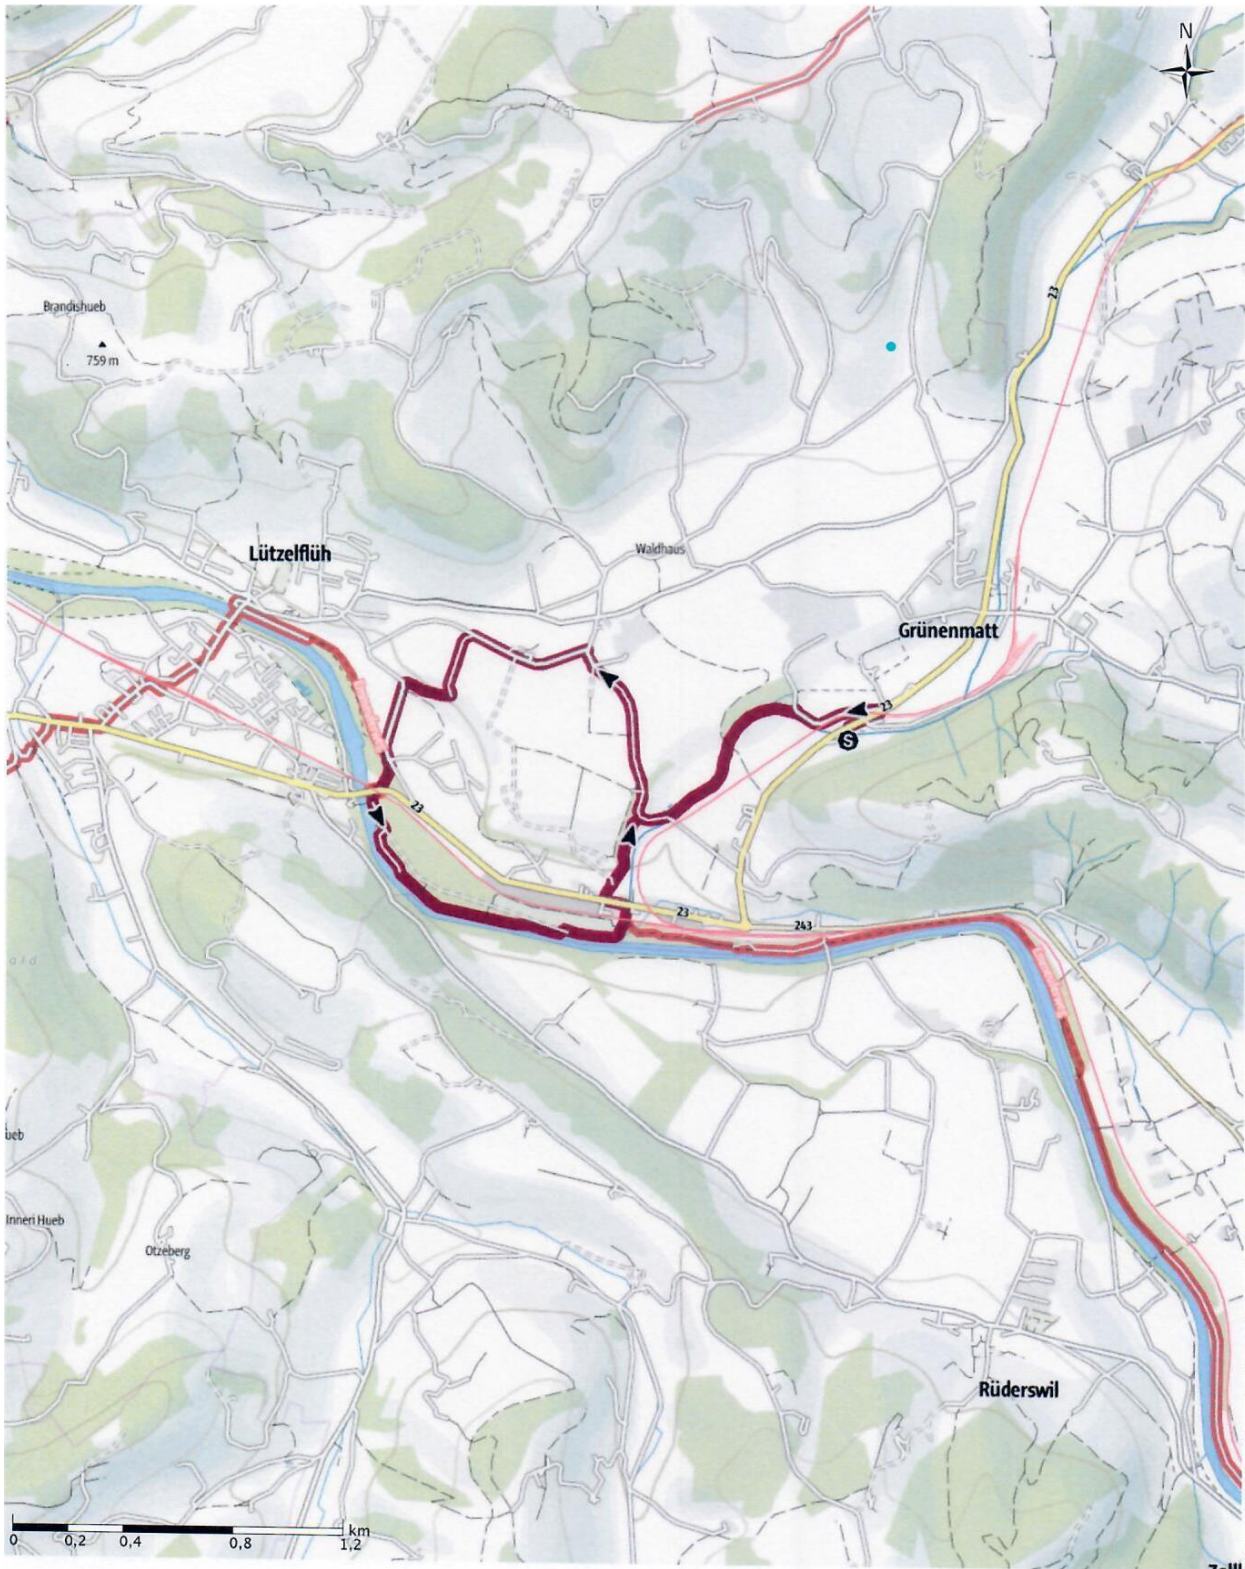 N
23
Brandishueb
759 m
Lützelflüh
Waldhaus
Grünenmatt
23
S
23
23
243
ueb
Inneri Hueb
Otzeberg
Rüderswil
km
0 0,2 0,4 0,8 1,2